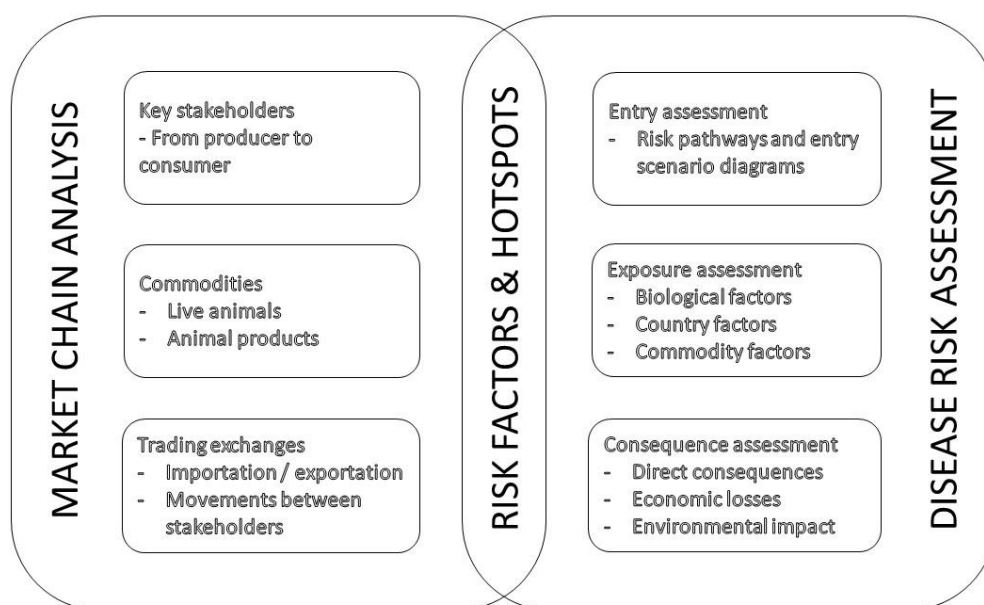 MARKET CHAIN ANALYSIS
Key stakeholders
- From producer to
consumer
Commodities
- Live animals
- Animal products
Trading exchanges
- Importation / exportation
- Movements between
stakeholders
RISK FACTORS & HOTSPOTS
Entry assessment
- Risk pathways and entry
scenario diagrams
Exposure assessment
- Biological factors
- Country factors
- Commodity factors
Consequence assessment
- Direct consequences
- Economic losses
- Environmental impact
DISEASE RISK ASSESSMENT